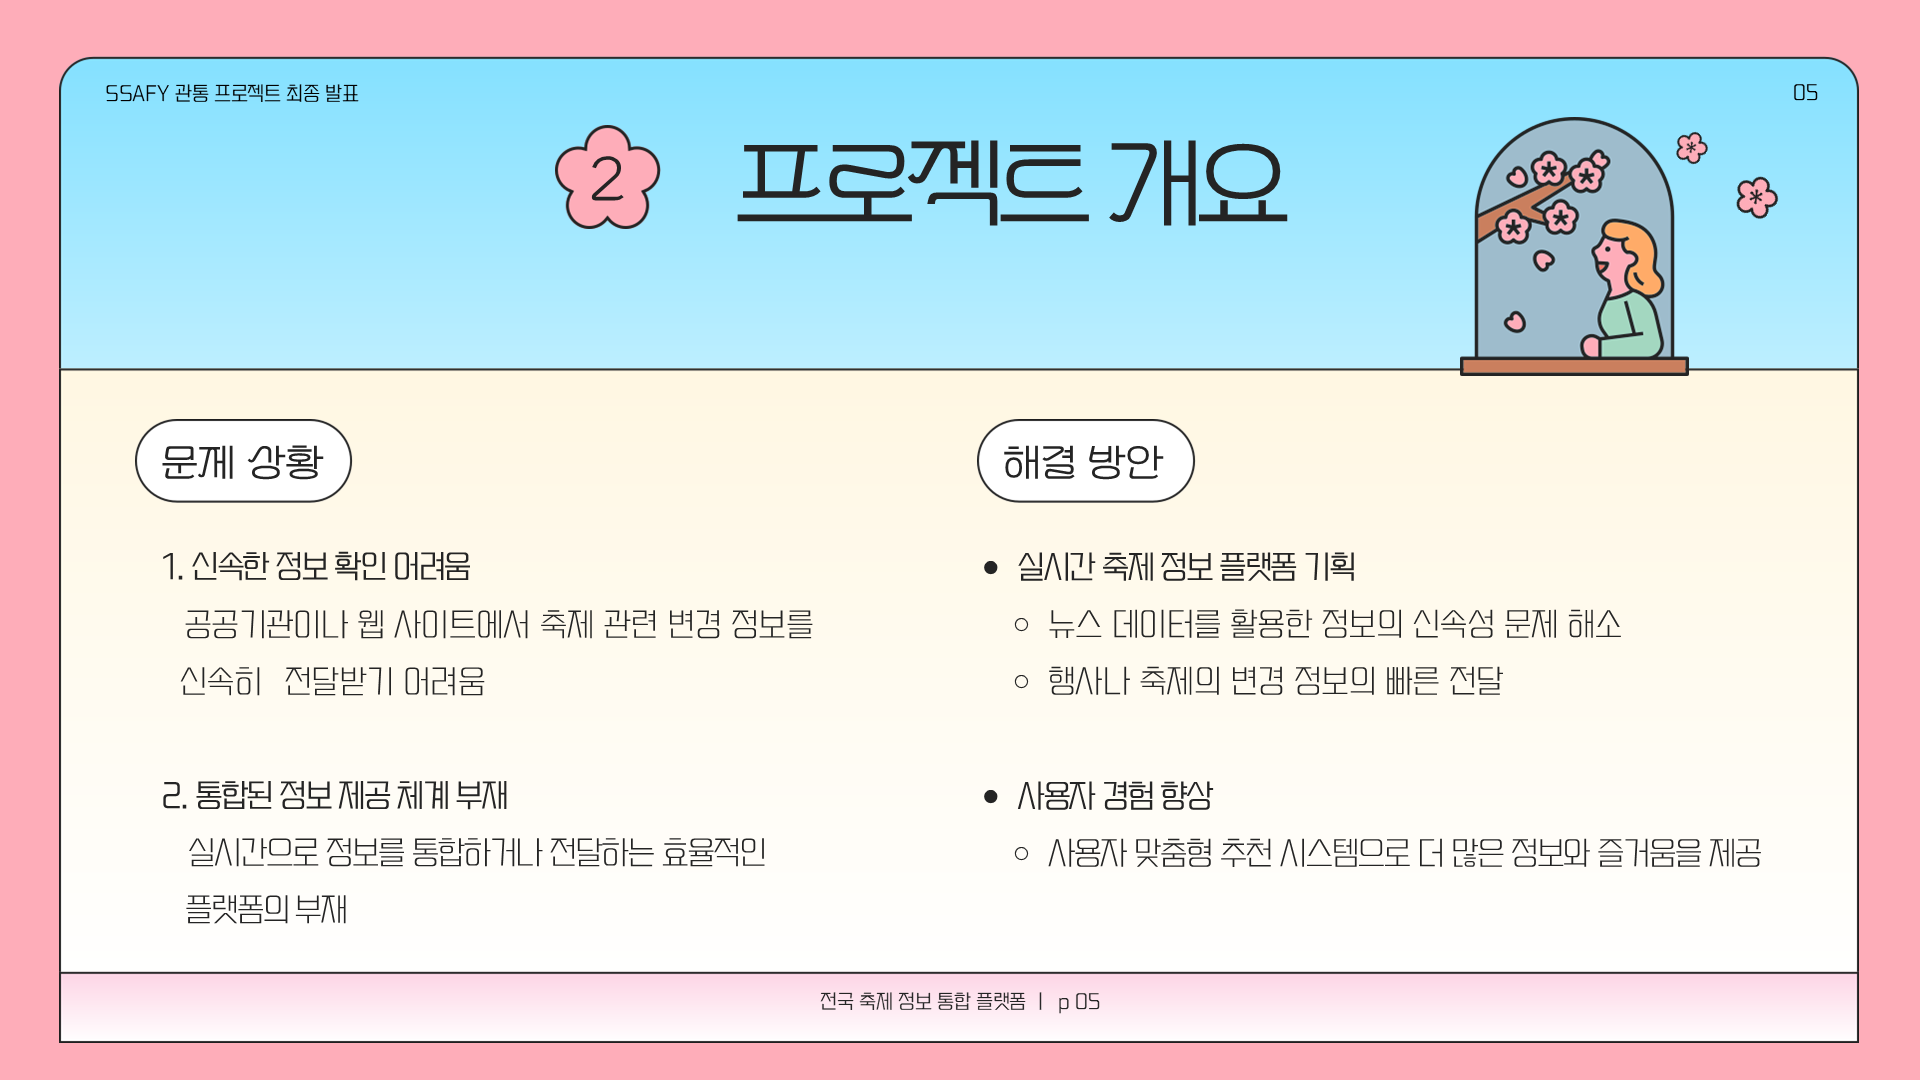 SSAFY 관통 프로젝트 최종 발표
05
2
프로젝트 개요
문제 상황
1. 신속한 정보 확인 어려움
공공기관이나 웹 사이트에서 축제 관련 변경 정보를
신속히 전달받기 어려움
2. 통합된 정보 제공 체계 부재
실시간으로 정보를 통합하거나 전달하는 효율적인
플랫폼의 부재
해결 방안
• 실시간 축제 정보 플랫폼 기획
○ 뉴스 데이터를 활용한 정보의 신속성 문제 해소
○ 행사나 축제의 변경 정보의 빠른 전달
• 사용자 경험 향상
○ 사용자 맞춤형 추천 시스템으로 더 많은 정보와 즐거움을 제공
전국 축제 정보 통합 플랫폼 | p 05